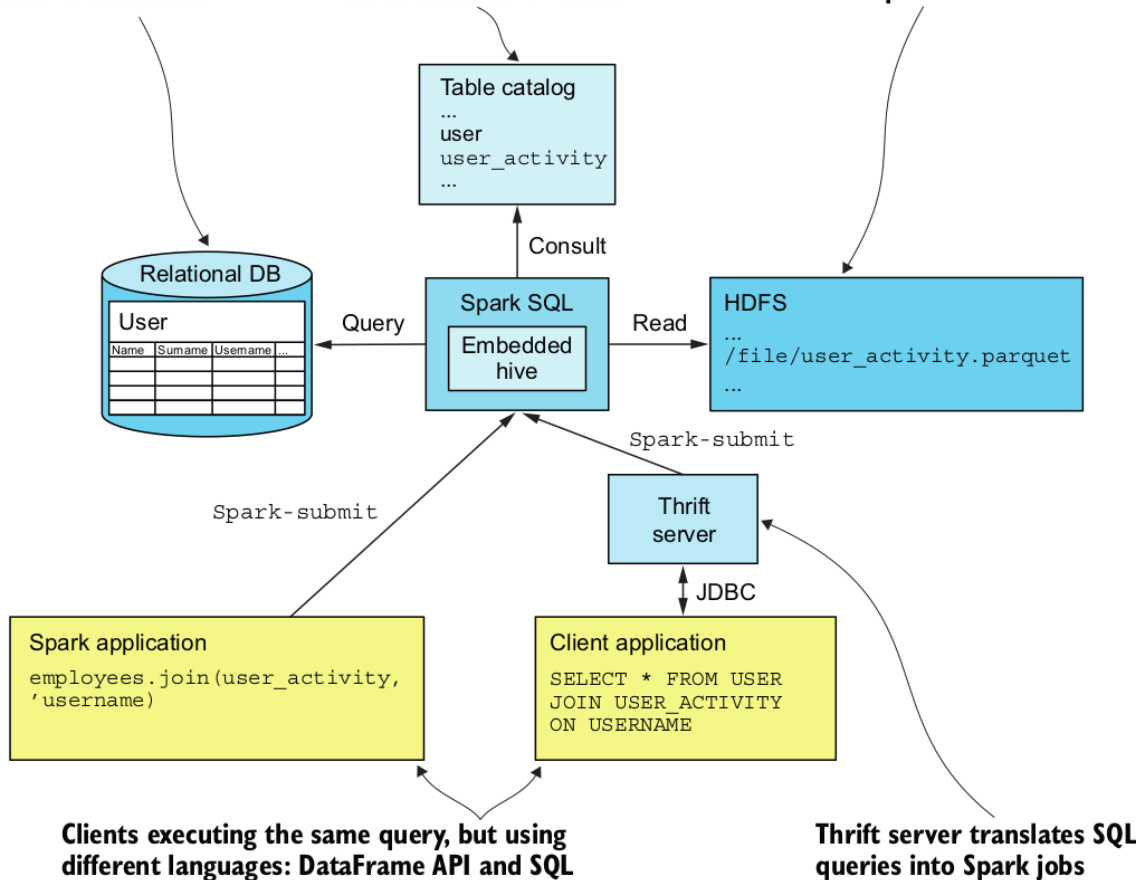 Table catalog
...
user
user_activity
...
Consult
Relational DB
User
Name Surname Username ...
Query
Spark SQL
Embedded
hive
Read
HDFS
...
/file/user_activity.parquet
...
Spark-submit
Spark-submit
Thrift
server
JDBC
Spark application
employees.join(user_activity,
’username)
Client application
SELECT * FROM USER
JOIN USER_ACTIVITY
ON USERNAME
Clients executing the same query, but using
different languages: DataFrame API and SQL
Thrift server translates SQL
queries into Spark jobs